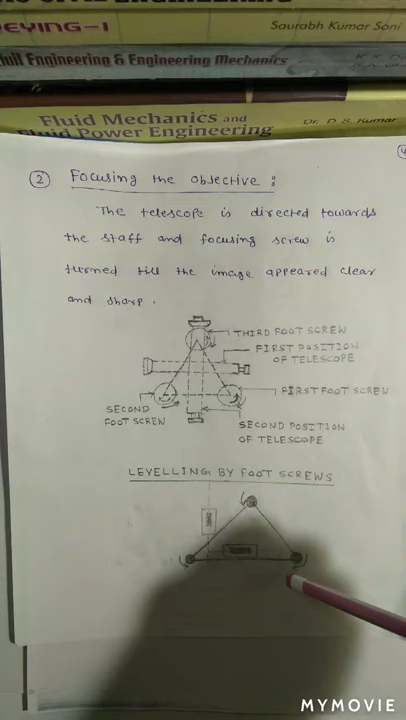 SURVEYING-I
Saurabh Kumar Soni
Civil Engineering & Engineering Mechanics
Fluid Mechanics and
Fluid Power Engineering
Dr. D. S. Kumar
2 Focusing the objective :
The telescope is directed towards
the staff and focusing screw is
turned till the image appeared clear
and sharp.
THIRD FOOT SCREW
FIRST POSITION
OF TELESCOPE
FIRST FOOT SCREW
SECOND
FOOT SCREW
SECOND POSITION
OF TELESCOPE
LEVELLING BY FOOT SCREWS
MYMOVIE